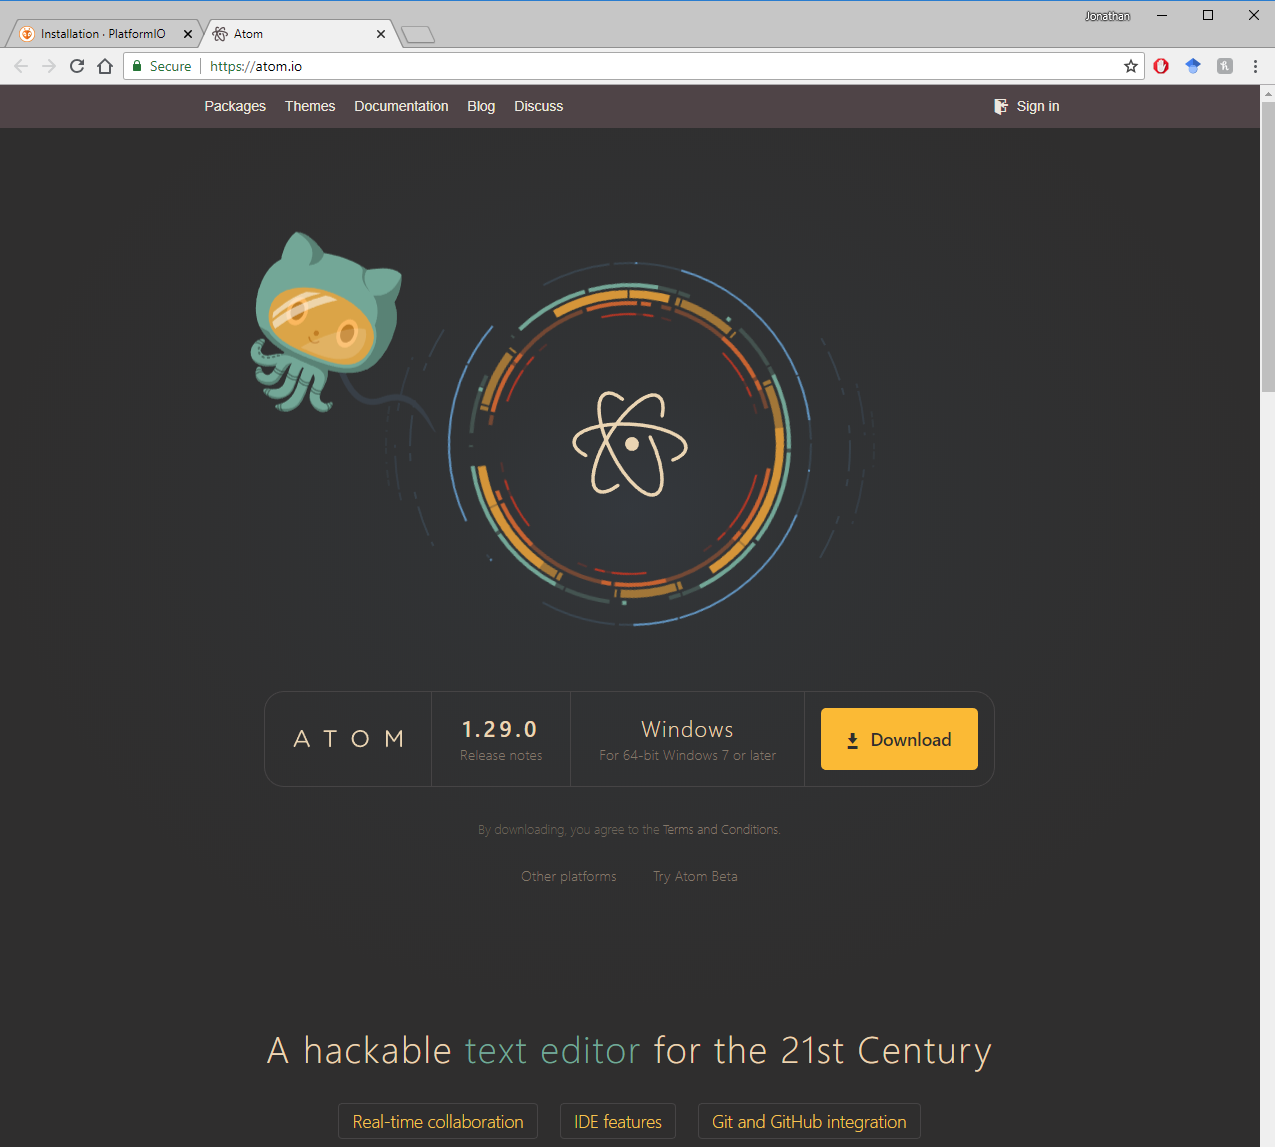 Jonathan
Installation · PlatformIO
Atom
Secure
https://atom.io
Packages Themes Documentation Blog Discuss Sign in
ATOM
1.29.0
Release notes
Windows
For 64-bit Windows 7 or later
Download
By downloading, you agree to the Terms and Conditions.
Other platforms Try Atom Beta
A hackable text editor for the 21st Century
Real-time collaboration IDE features Git and GitHub integration